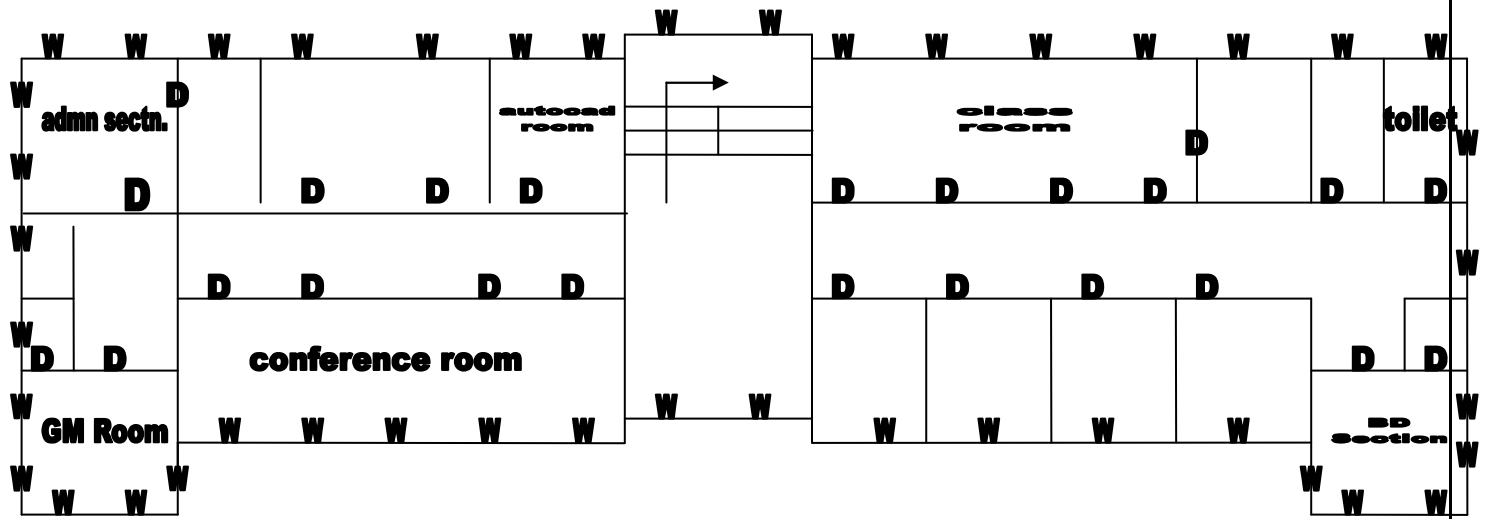 W W
W W W W W W W W W W W W W W
W D
admn sectn. autocad class toilet
room room
D W
W
D D D D D D D D D D
W W
D D D D D D D D
W
D D conference room D D
W W
GM Room W W W W W W W W W W W BD
Section
W
W W W
W W W W